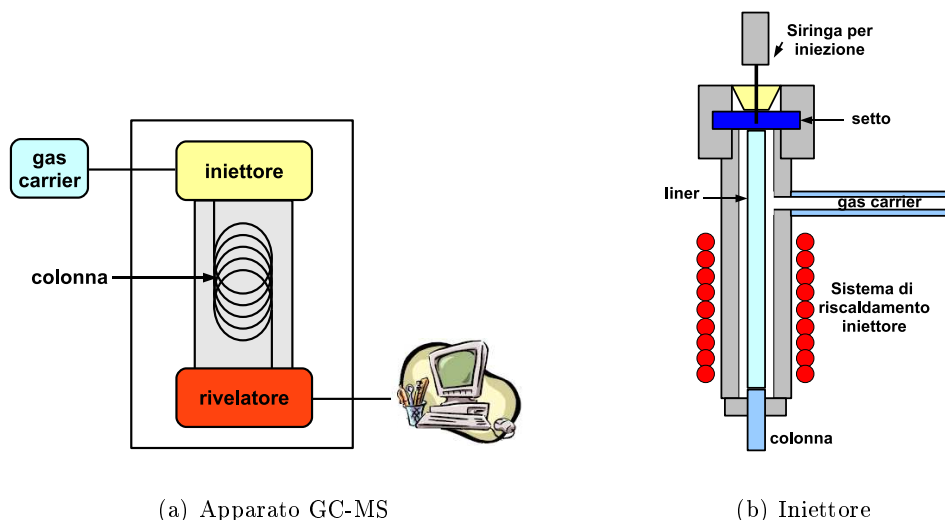 gas
carrier
iniettore
colonna
rivelatore
(a) Apparato GC-MS
Siringa per
iniezione
setto
liner
gas carrier
Sistema di
riscaldamento
iniettore
colonna
(b) Iniettore